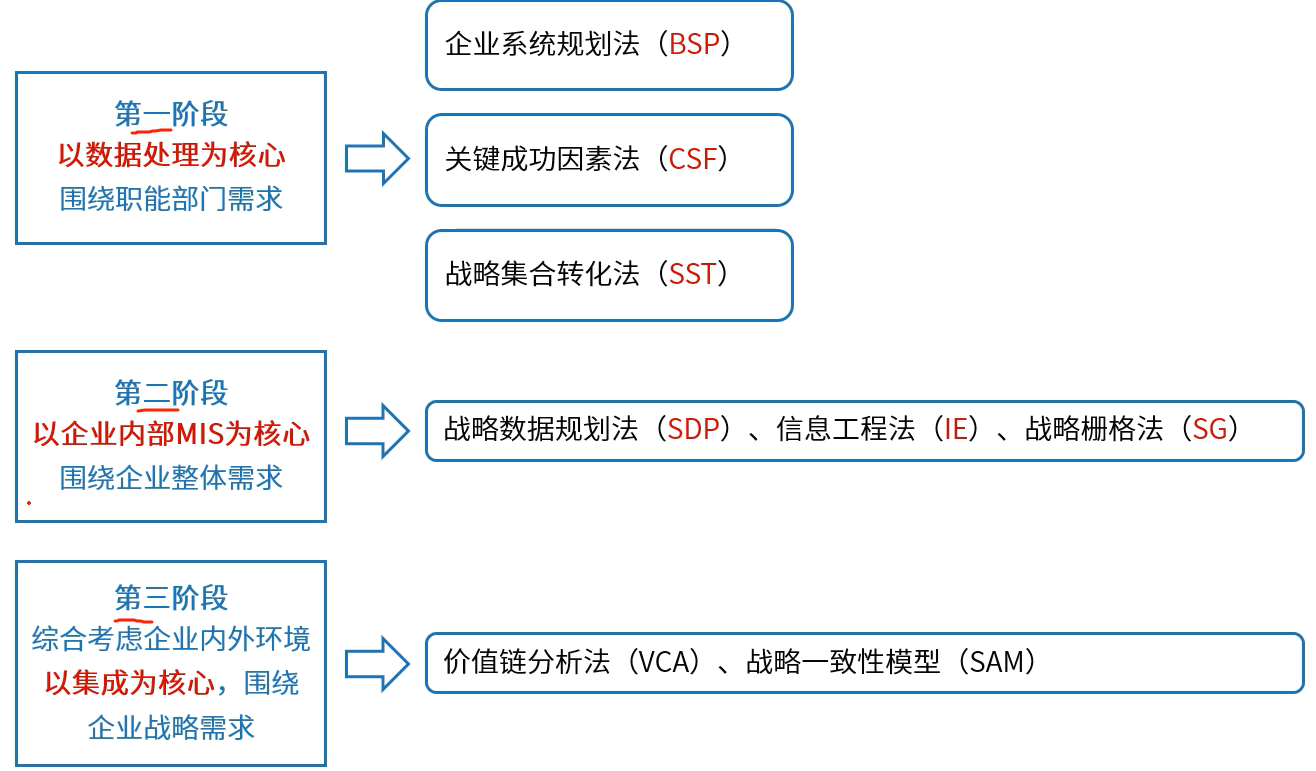 第一阶段
以数据处理为核心
围绕职能部门需求
企业系统规划法（BSP）
关键成功因素法（CSF）
战略集合转化法（SST）
第二阶段
以企业内部MIS为核心
围绕企业整体需求
战略数据规划法（SDP）、信息工程法（IE）、战略栅格法（SG）
第三阶段
综合考虑企业内外环境
以集成为核心，围绕
企业战略需求
价值链分析法（VCA）、战略一致性模型（SAM）